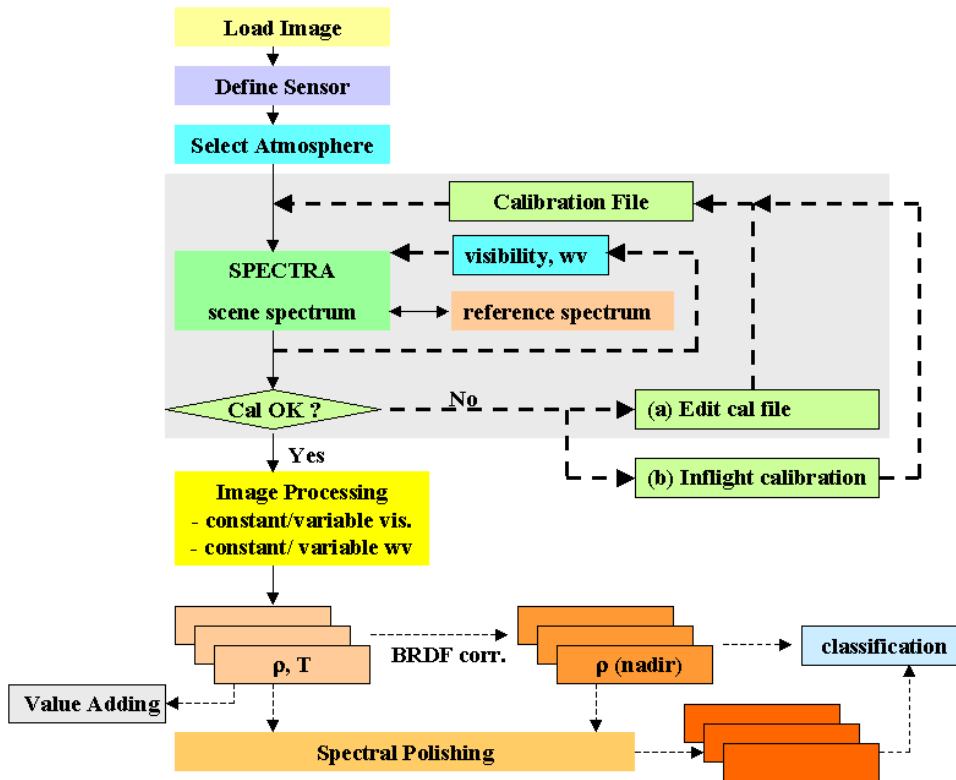 Load Image
Define Sensor
Select Atmosphere
Calibration File
SPECTRA
scene spectrum
visibility, wv
reference spectrum
Cal OK ?
No
(a) Edit cal file
(b) Inflight calibration
Yes
Image Processing
- constant/variable vis.
- constant/ variable wv
ρ, T
BRDF corr.
ρ (nadir)
classification
Value Adding
Spectral Polishing